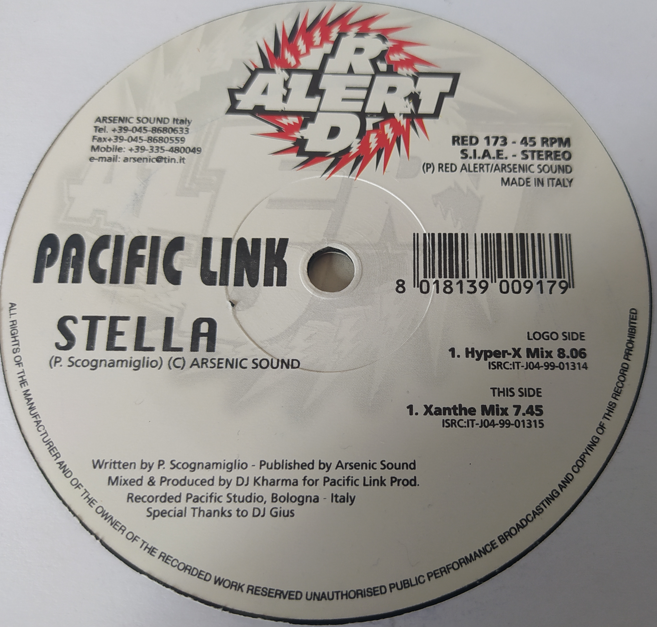 RED ALERT
ARSENIC SOUND Italy
Tel. +39-045-8680633
Fax+39-045-8680559
Mobile: +39-335-480049
e-mail: arsenic@tin.it
RED 173 - 45 RPM
S.I.A.E. - STEREO
(P) RED ALERT/ARSENIC SOUND
MADE IN ITALY
PACIFIC LINK
8 018139 009179
STELLA
(P. Scognamiglio) (C) ARSENIC SOUND
LOGO SIDE
1. Hyper-X Mix 8.06
ISRC:IT-J04-99-01314
THIS SIDE
1. Xanthe Mix 7.45
ISRC:IT-J04-99-01315
Written by P. Scognamiglio - Published by Arsenic Sound
Mixed & Produced by DJ Kharma for Pacific Link Prod.
Recorded Pacific Studio, Bologna - Italy
Special Thanks to DJ Gius
ALL RIGHTS OF THE MANUFACTURER AND OF THE OWNER OF THE RECORDED WORK RESERVED UNAUTHORISED PUBLIC PERFORMANCE BROADCASTING AND COPYING OF THIS RECORD PROHIBITED